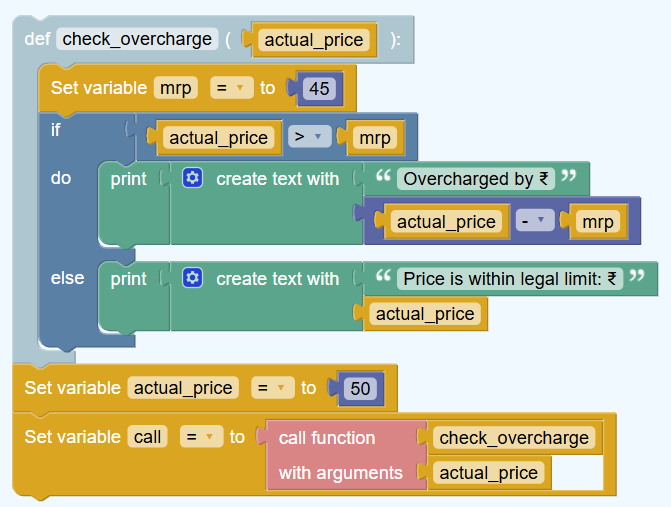 def check_overcharge ( actual_price ):
Set variable mrp = to 45
if actual_price > mrp
do print create text with “ Overcharged by ₹ ”
actual_price - mrp
else print create text with “ Price is within legal limit: ₹ ”
actual_price
Set variable actual_price = to 50
Set variable call = to call function check_overcharge
with arguments actual_price